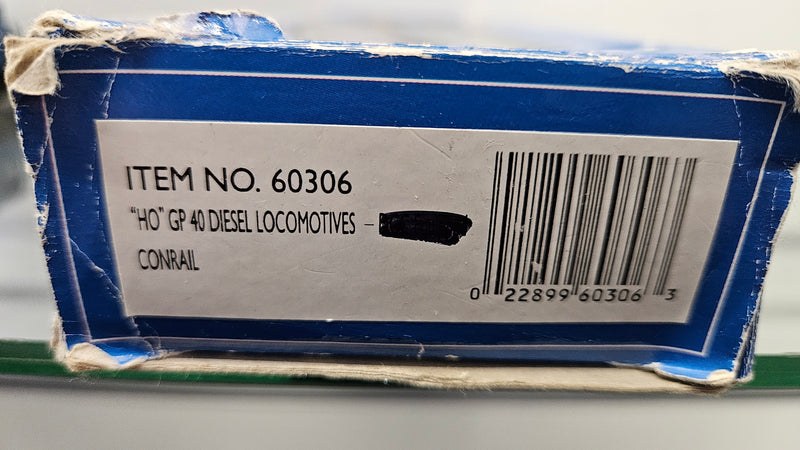 ITEM NO. 60306
"HO" GP 40 DIESEL LOCOMOTIVES –
CONRAIL
0 22899 60306 3